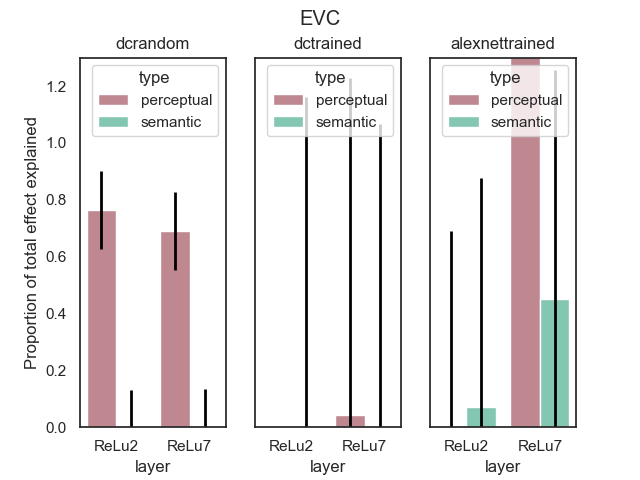 EVC
dcrandom
dctrained
alexnettrained
Proportion of total effect explained
1.2
1.0
0.8
0.6
0.4
0.2
0.0
type
perceptual
semantic
type
perceptual
semantic
type
perceptual
semantic
ReLu2 ReLu7
layer
ReLu2 ReLu7
layer
ReLu2 ReLu7
layer